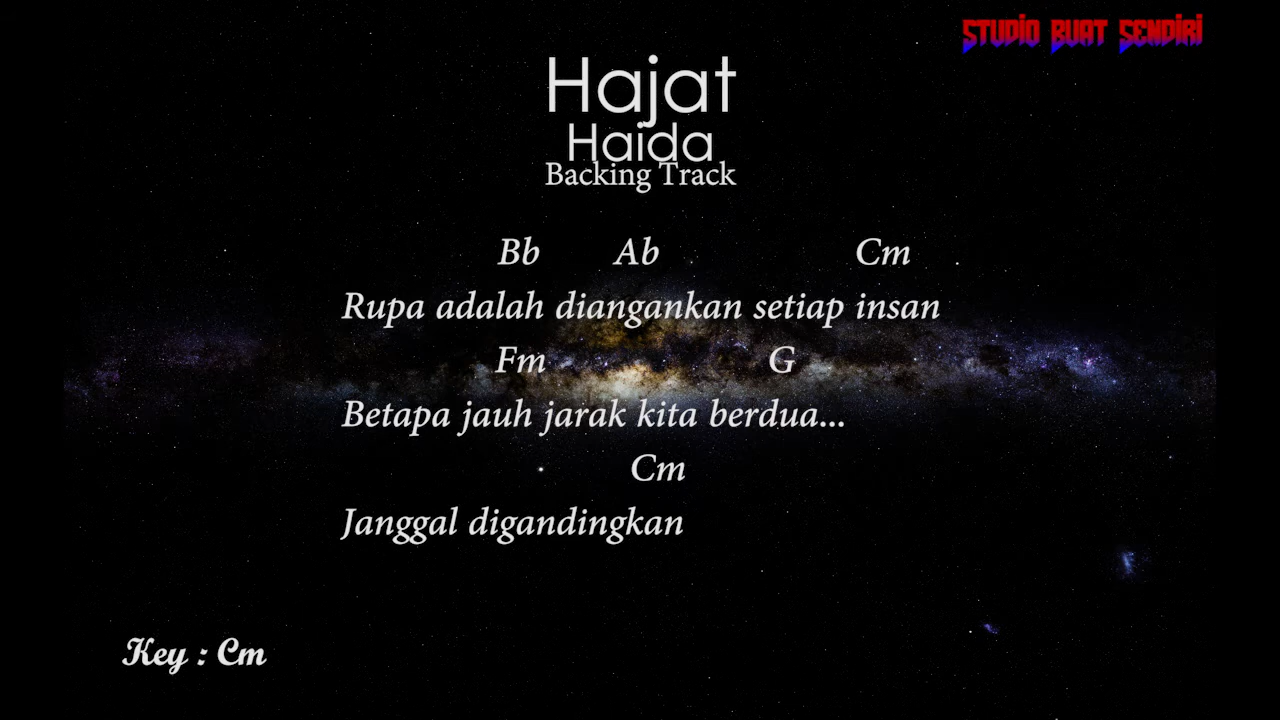 STUDIO BUAT SENDIRI
Hajat
Haida
Backing Track
Bb Ab Cm
Rupa adalah diangankan setiap insan
Fm G
Betapa jauh jarak kita berdua...
Cm
Janggal digandingkan
Key : Cm